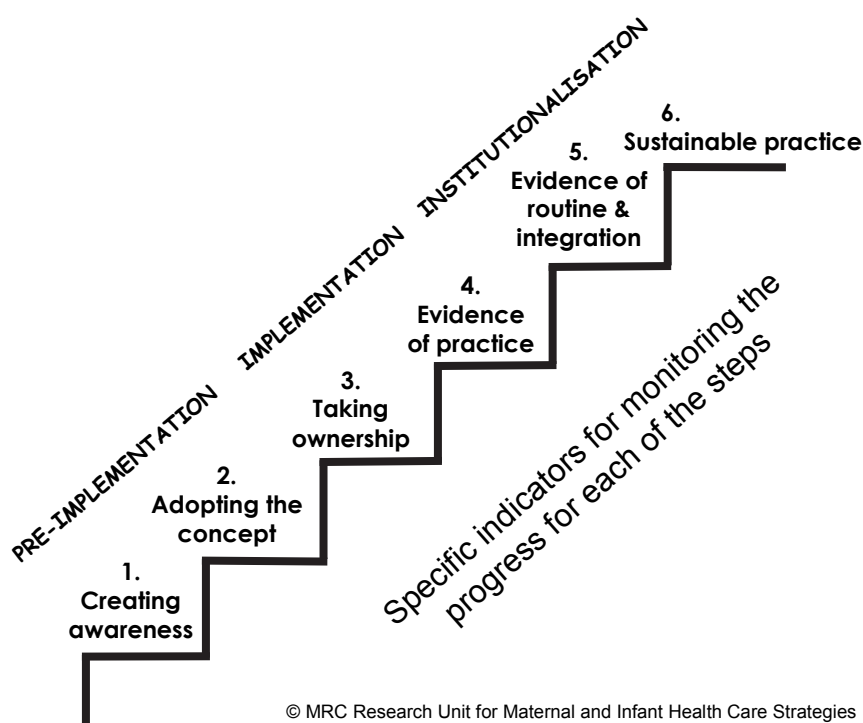 PRE-IMPLEMENTATION IMPLEMENTATION INSTITUTIONALISATION
1.
Creating
awareness
2.
Adopting the
concept
3.
Taking
ownership
4.
Evidence
of practice
5.
Evidence of
routine &
integration
6.
Sustainable practice
Specific indicators for monitoring the
progress for each of the steps
© MRC Research Unit for Maternal and Infant Health Care Strategies